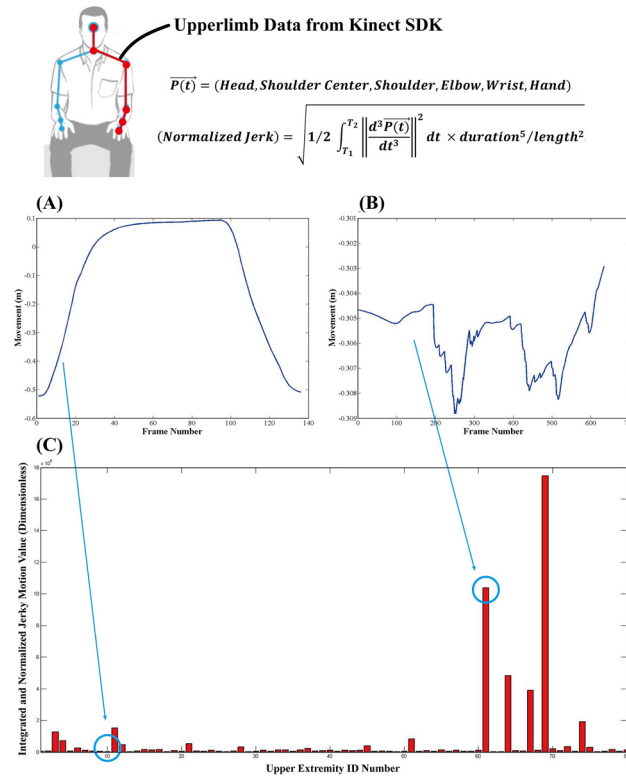 Upperlimb Data from Kinect SDK
P(t) = (Head, Shoulder Center, Shoulder, Elbow, Wrist, Hand)
(Normalized Jerk) = √(1/2 ∫_{T_1}^{T_2} ‖d³P(t)/dt³‖² dt × duration⁵/length²)
(A)
(B)
0.1
0
-0.1
-0.2
-0.3
-0.4
-0.5
-0.6
Movement (m)
0 20 40 60 80 100 120 140
Frame Number
-0.301
-0.302
-0.303
-0.304
-0.305
-0.306
-0.307
-0.308
-0.309
Movement (m)
0 100 200 300 400 500 600
Frame Number
(C)
18
16
14
12
10
8
6
4
2
0
Integrated and Normalized Jerky Motion Value (Dimensionless)
10 20 30 40 50 60 70
Upper Extremity ID Number